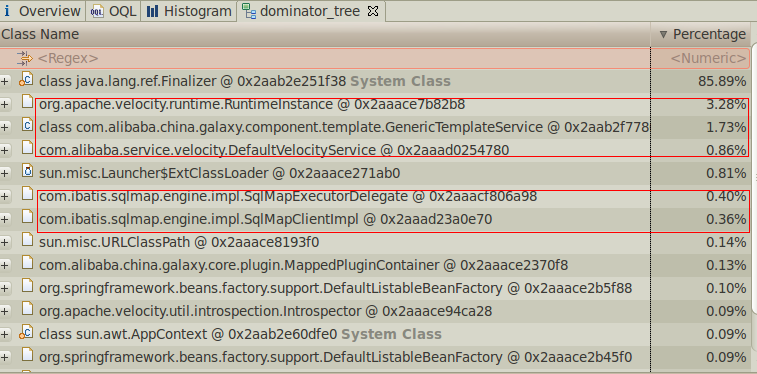 i Overview OQL OQL Histogram dominator_tree
Class Name Percentage
<Regex> <Numeric>
class java.lang.ref.Finalizer @ 0x2aab2e251f38 System Class 85.89%
org.apache.velocity.runtime.RuntimeInstance @ 0x2aaace7b82b8 3.28%
class com.alibaba.china.galaxy.component.template.GenericTemplateService @ 0x2aab2f778 1.73%
com.alibaba.service.velocity.DefaultVelocityService @ 0x2aaad0254780 0.86%
sun.misc.Launcher$ExtClassLoader @ 0x2aaace271ab0 0.81%
com.ibatis.sqlmap.engine.impl.SqlMapExecutorDelegate @ 0x2aaacf806a98 0.40%
com.ibatis.sqlmap.engine.impl.SqlMapClientImpl @ 0x2aaad23a0e70 0.36%
sun.misc.URLClassPath @ 0x2aaace8193f0 0.14%
com.alibaba.china.galaxy.core.plugin.MappedPluginContainer @ 0x2aaace2370f8 0.13%
org.springframework.beans.factory.support.DefaultListableBeanFactory @ 0x2aaace2b5f88 0.10%
org.apache.velocity.util.introspection.Introspector @ 0x2aaace94ca28 0.09%
class sun.awt.AppContext @ 0x2aab2e60dfe0 System Class 0.09%
org.springframework.beans.factory.support.DefaultListableBeanFactory @ 0x2aaace2b45f0 0.09%